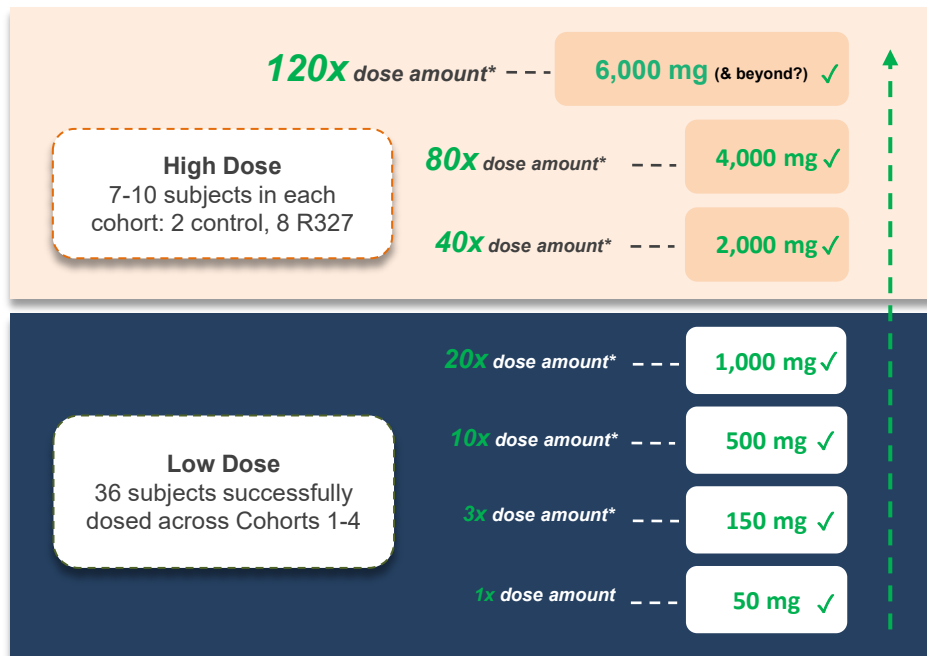 120x dose amount*
6,000 mg (& beyond?) ✓
High Dose
7-10 subjects in each
cohort: 2 control, 8 R327
80x dose amount*
4,000 mg ✓
40x dose amount*
2,000 mg ✓
20x dose amount*
1,000 mg ✓
10x dose amount*
500 mg ✓
Low Dose
36 subjects successfully
dosed across Cohorts 1-4
3x dose amount*
150 mg ✓
1x dose amount
50 mg ✓